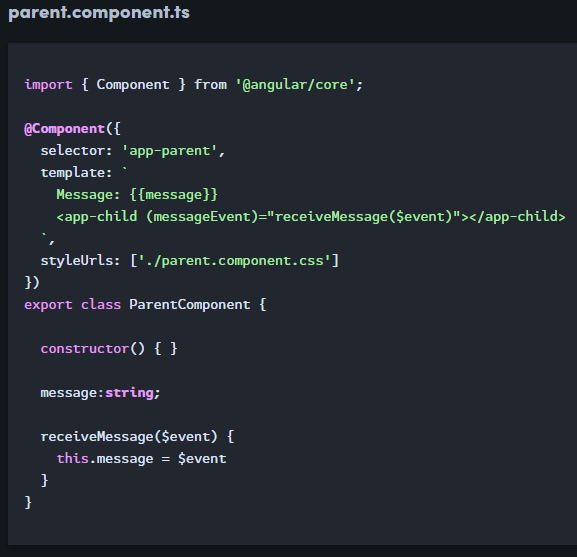 parent.component.ts
import { Component } from '@angular/core';
@Component({
  selector: 'app-parent',
  template: `
    Message: {{message}}
    <app-child (messageEvent)="receiveMessage($event)"></app-child>
  `,
  styleUrls: ['./parent.component.css']
})
export class ParentComponent {
  constructor() { }
  message:string;
  receiveMessage($event) {
    this.message = $event
  }
}